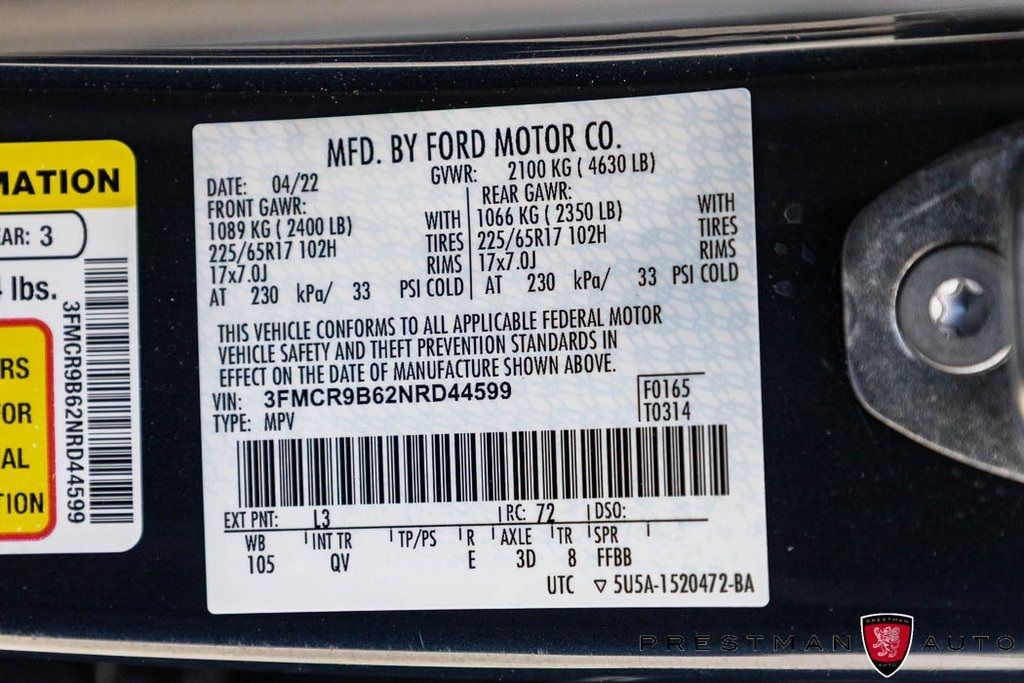 MATION
EAR: 3
lbs.
RS
OR
AL
TION
3FMCR9B62NRD44599
MFD. BY FORD MOTOR CO.
DATE: 04/22 GVWR: 2100 KG ( 4630 LB)
FRONT GAWR: REAR GAWR:
1089 KG ( 2400 LB) WITH 1066 KG ( 2350 LB) WITH
225/65R17 102H TIRES 225/65R17 102H TIRES
17x7.0J RIMS 17x7.0J RIMS
AT 230 kPa/ 33 PSI COLD AT 230 kPa/ 33 PSI COLD
THIS VEHICLE CONFORMS TO ALL APPLICABLE FEDERAL MOTOR
VEHICLE SAFETY AND THEFT PREVENTION STANDARDS IN
EFFECT ON THE DATE OF MANUFACTURE SHOWN ABOVE.
VIN: 3FMCR9B62NRD44599 F0165
TYPE: MPV T0314
EXT PNT: L3 RC: 72 DSO:
WB INT TR TP/PS R AXLE TR SPR
105 QV E 3D 8 FFBB
UTC ▽ 5U5A-1520472-BA
PRESTMAN AUTO
PRESTMAN
AUTO